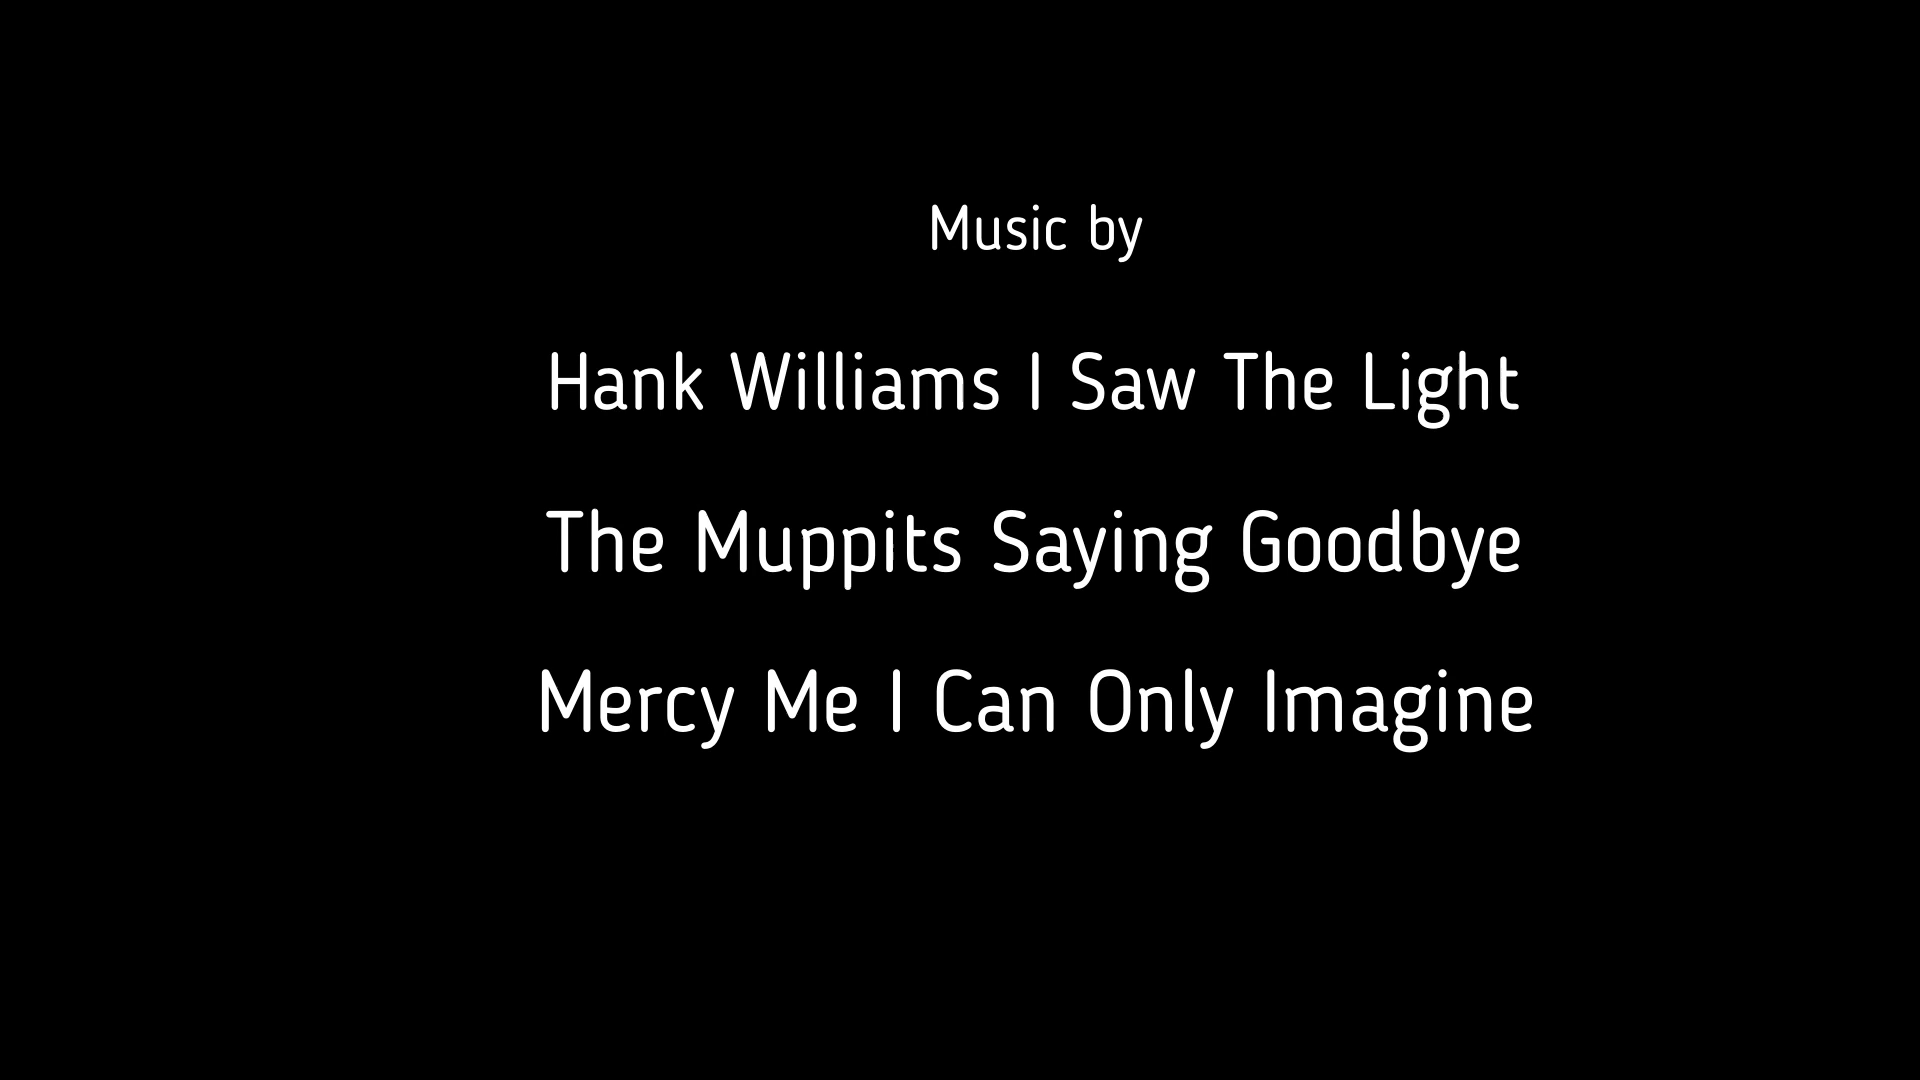 Music by
Hank Williams I Saw The Light
The Muppits Saying Goodbye
Mercy Me I Can Only Imagine